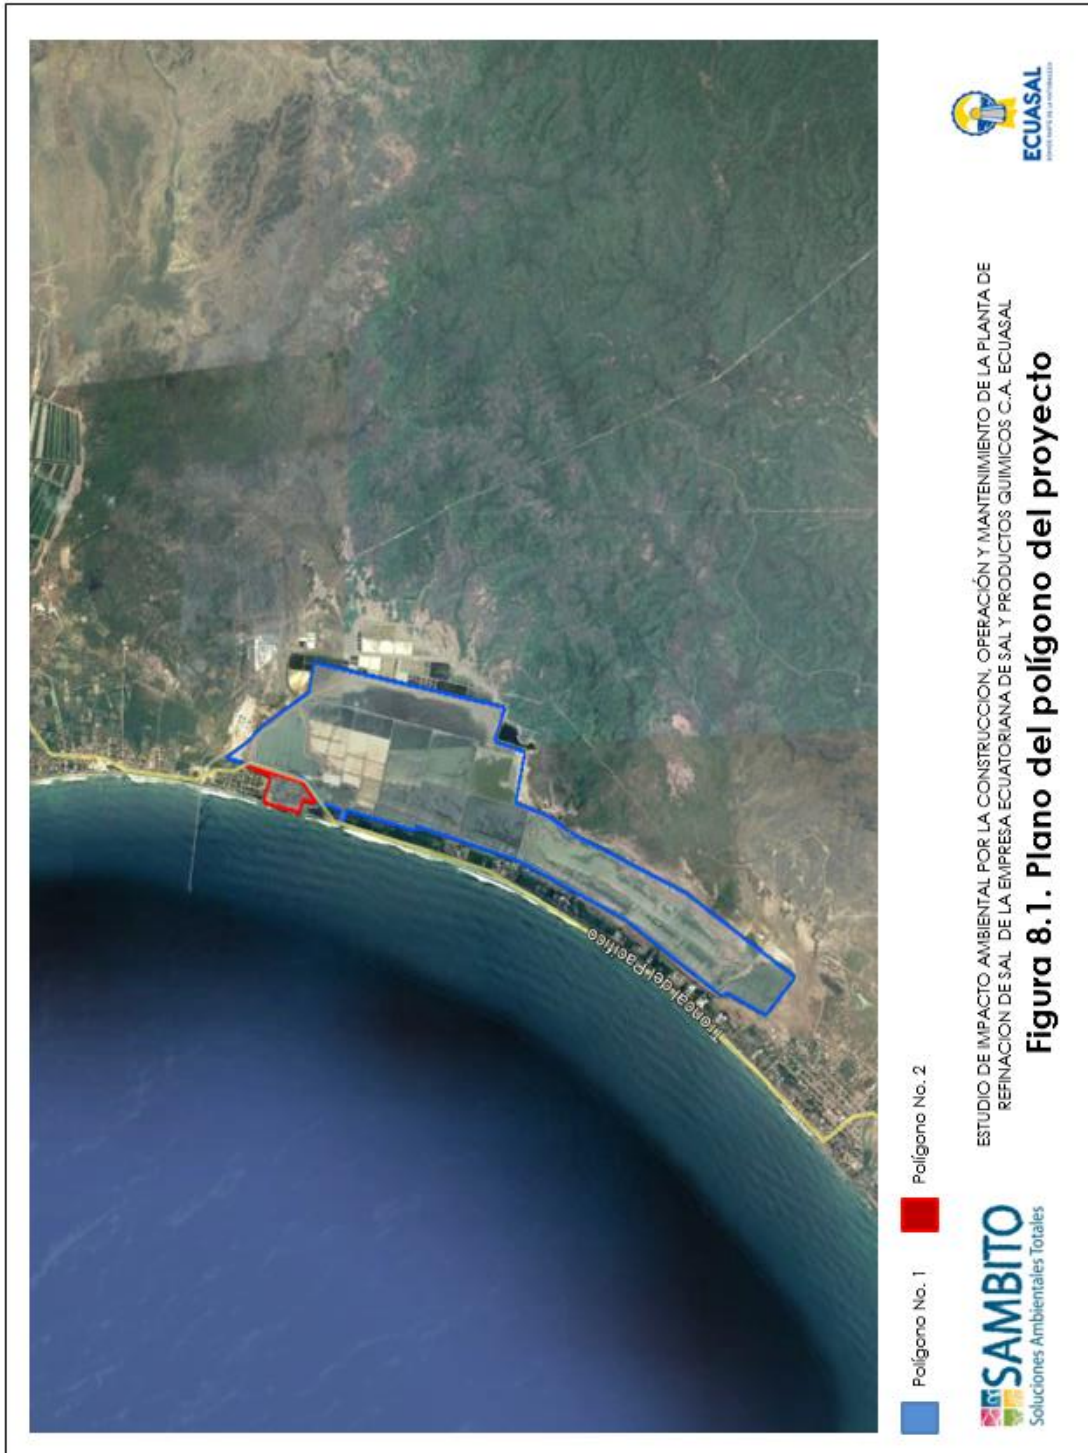 Troncal del Pacífico
Polígono No. 1
Polígono No. 2
SAMBITO
Soluciones Ambientales Totales
ESTUDIO DE IMPACTO AMBIENTAL POR LA CONSTRUCCION, OPERACIÓN Y MANTENIMIENTO DE LA PLANTA DE
REFINACION DE SAL DE LA EMPRESA ECUATORIANA DE SAL Y PRODUCTOS QUIMICOS C.A. ECUASAL
Figura 8.1. Plano del polígono del proyecto
ECUASAL